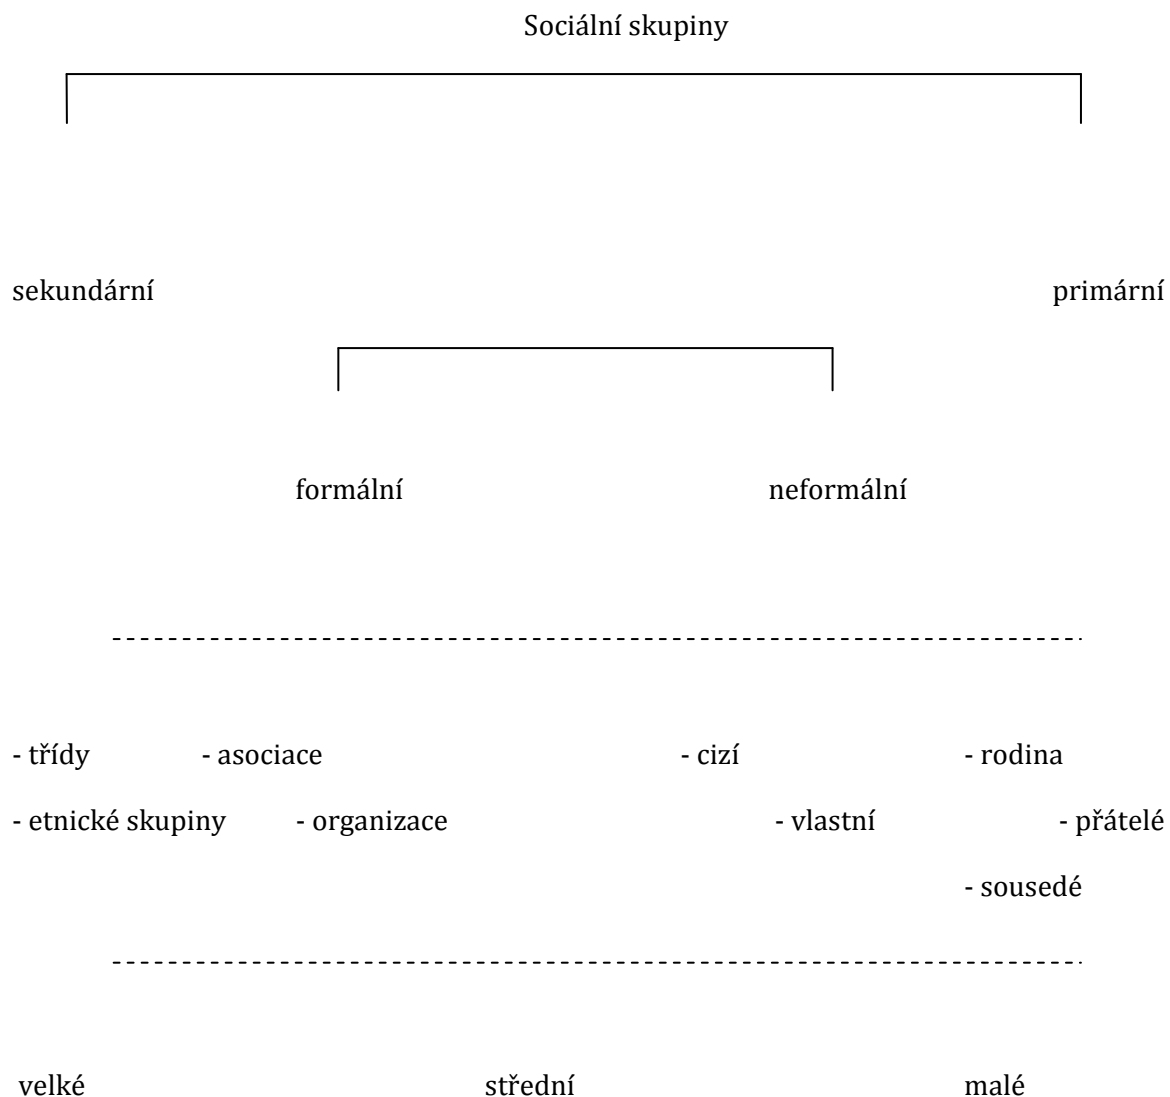 Sociální skupiny
sekundární primární
formální neformální
- třídy - asociace - cizí - rodina
- etnické skupiny - organizace - vlastní - přátelé
- sousedé
velké střední malé